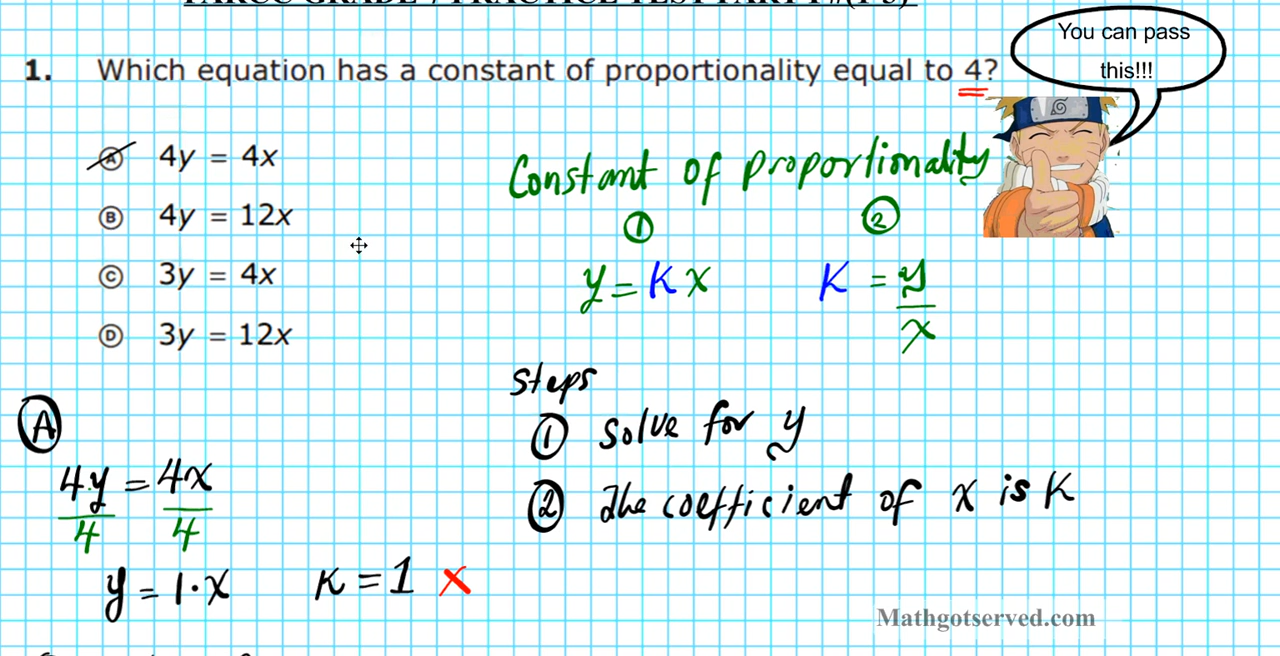 You can pass
this!!!
1. Which equation has a constant of proportionality equal to 4?
A 4y = 4x
B 4y = 12x
C 3y = 4x
D 3y = 12x
Constant of proportionality
1 2
y = K x K = y/x
Steps
1 Solve for y
2 The coefficient of x is K
A
4y/4 = 4x/4
y = 1·x K = 1 X
Mathgotserved.com